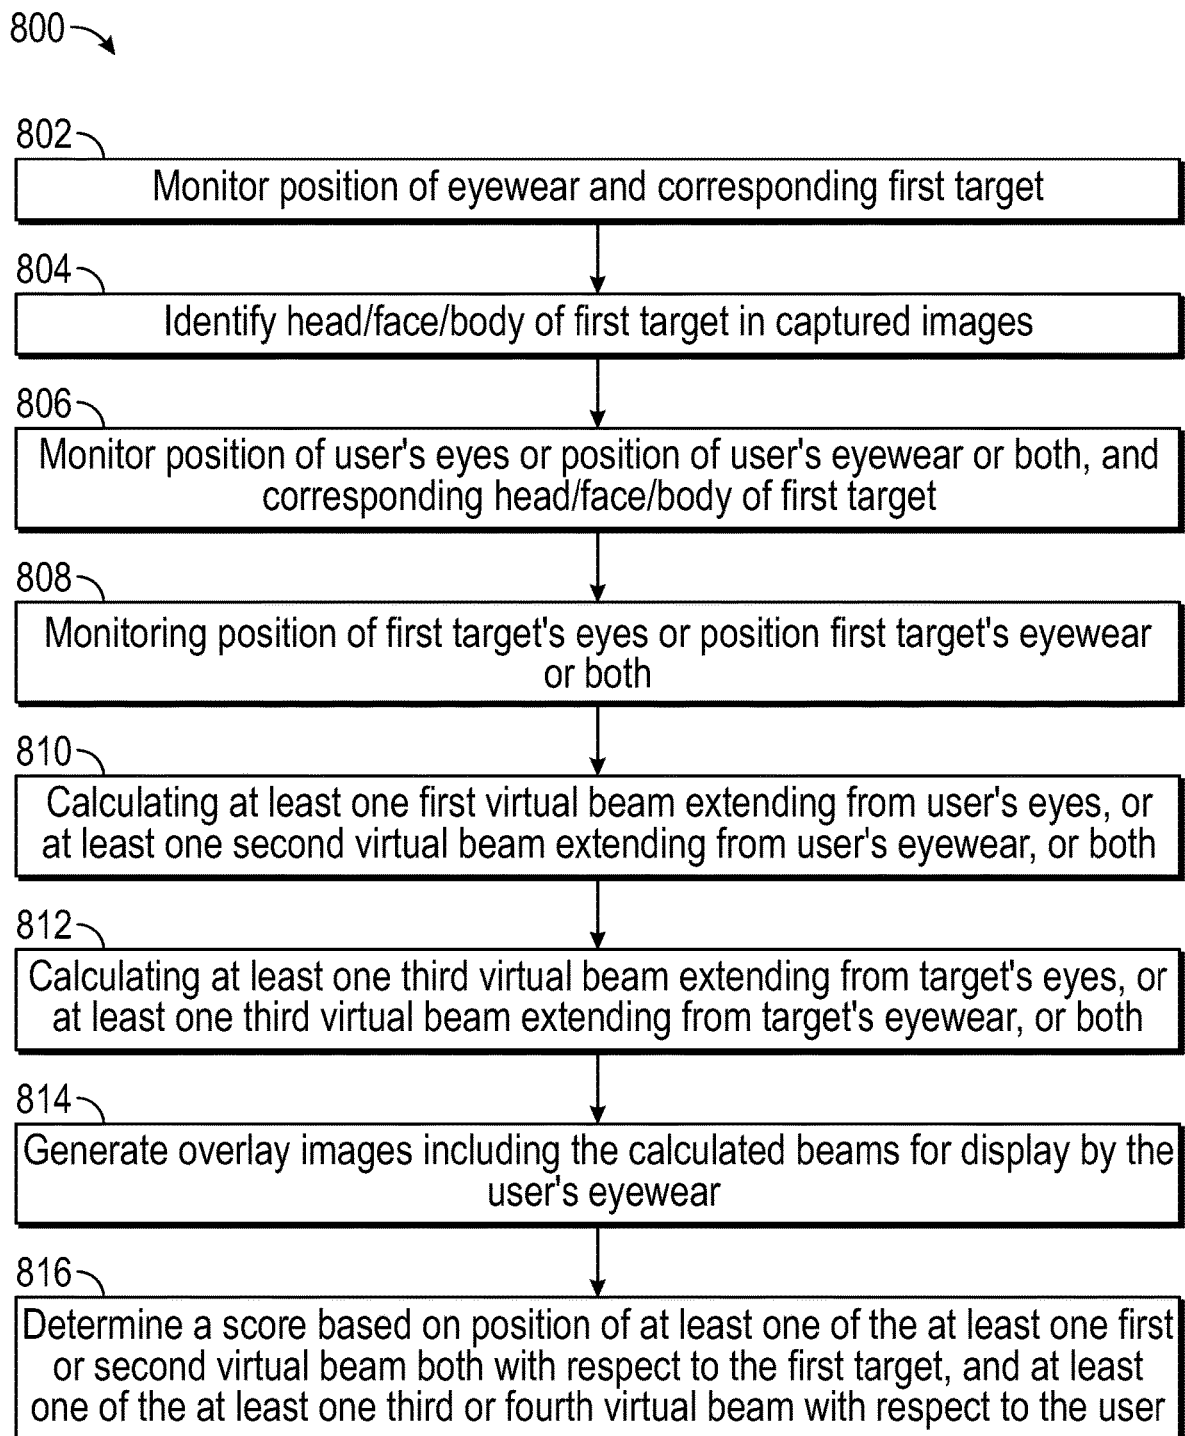 800
802
Monitor position of eyewear and corresponding first target
804
Identify head/face/body of first target in captured images
806
Monitor position of user's eyes or position of user's eyewear or both, and
corresponding head/face/body of first target
808
Monitoring position of first target's eyes or position first target's eyewear
or both
810
Calculating at least one first virtual beam extending from user's eyes, or
at least one second virtual beam extending from user's eyewear, or both
812
Calculating at least one third virtual beam extending from target's eyes, or
at least one third virtual beam extending from target's eyewear, or both
814
Generate overlay images including the calculated beams for display by the
user's eyewear
816
Determine a score based on position of at least one of the at least one first
or second virtual beam both with respect to the first target, and at least
one of the at least one third or fourth virtual beam with respect to the user